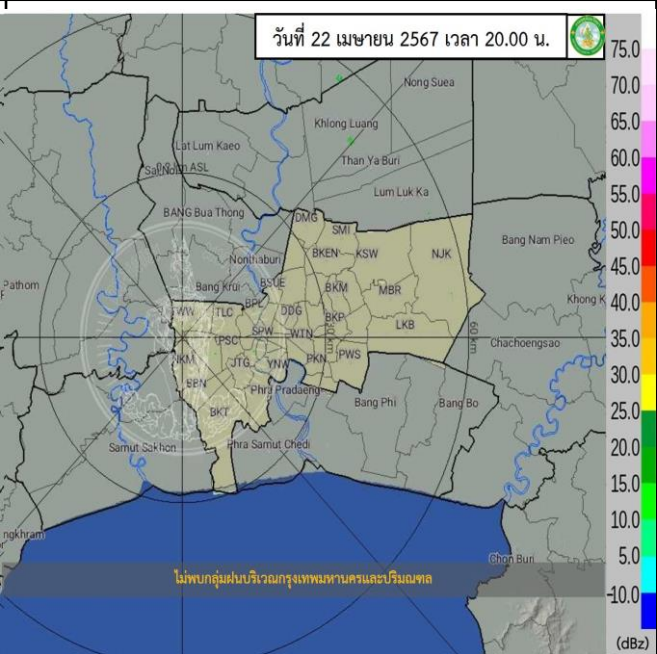 วันที่ 22 เมษายน 2567 เวลา 20.00 น.
75.0
70.0
65.0
60.0
55.0
50.0
45.0
40.0
35.0
30.0
25.0
20.0
15.0
10.0
5.0
-10.0
(dBz)
Nong Suea
Khlong Luang
Lat Lum Kaeo
Than Ya Buri
Lum Luk Ka
BANG Bua Thong
DMG
SMI
Bang Nam Pieo
BKEN
KSW
NJK
Nonthaburi
Pathom
Bang Krui
BSUE
BKM
MBR
Khong K
BPL
WW
TLC
DDG
BKP
LKB
SPW
WTN
30 km
60 km
PSC
Chachoengsao
PKN
PWS
NKM
JTG
YNW
BBN
Phra Pradaeng
BKT
Bang Phi
Bang Bo
Samut Sakhon
Phra Samut Chedi
ngkhram
Chon Buri
ไม่พบกลุ่มฝนบริเวณกรุงเทพมหานครและปริมณฑล